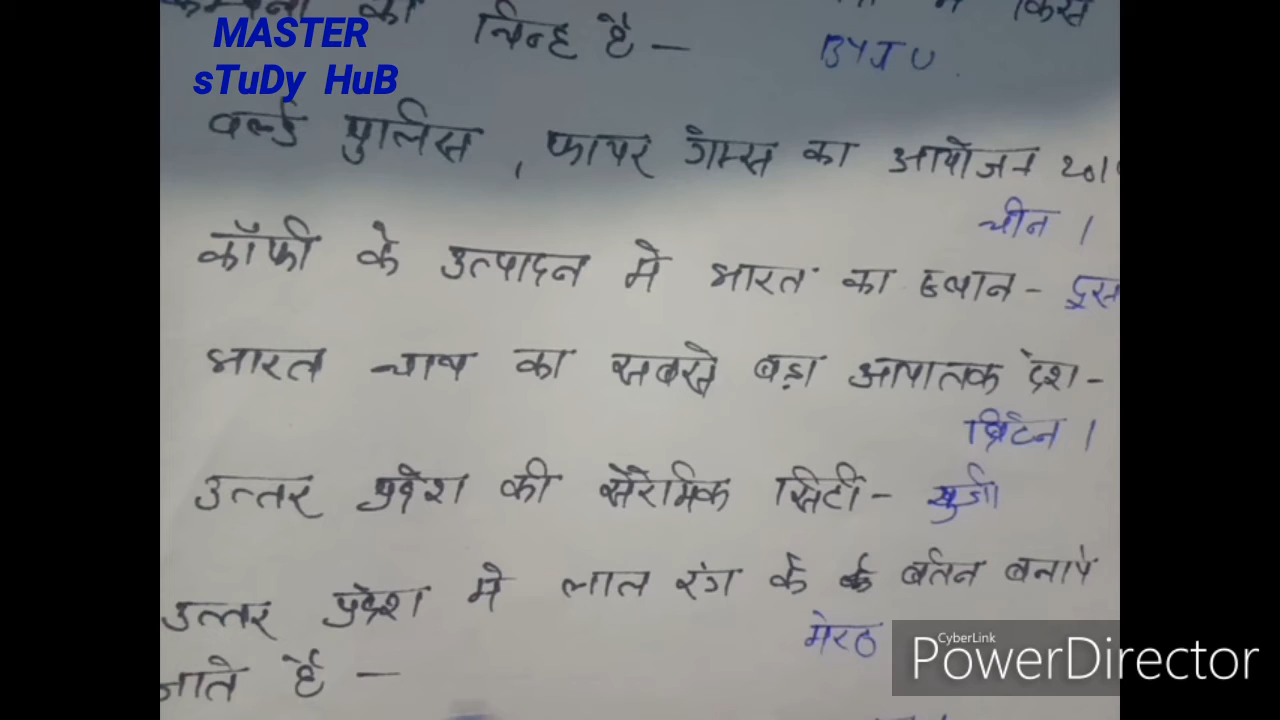 का चिन्ह है - BYJU.
MASTER
sTuDy HuB
वर्ल्ड पुलिस, फायर गेम्स का आयोजन 201
चीन ।
कॉफी के उत्पादन में भारत का स्थान -
भारत चाय का सबसे बड़ा आयातक देश -
ब्रिटेन ।
उत्तर प्रदेश की सेरेमिक सिटी - खुर्जा
उत्तर प्रदेश मे लाल रंग के के बर्तन बनाये
मेरठ
जाते है -
CyberLink
PowerDirector